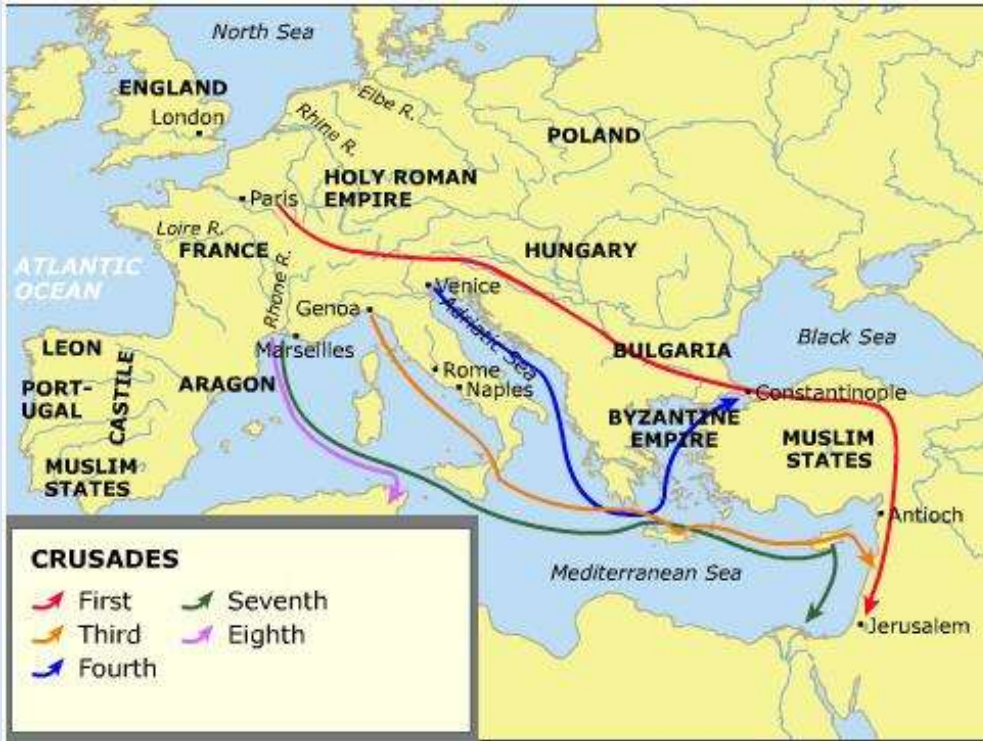 North Sea
ENGLAND
London
Elbe R.
Rhine R.
POLAND
HOLY ROMAN
EMPIRE
Paris
Loire R.
FRANCE
HUNGARY
ATLANTIC
OCEAN
Rhone R.
Venice
Genoa
Adriatic Sea
Black Sea
Marseilles
LEON
BULGARIA
Rome
PORT-
UGAL
CASTILE
ARAGON
Naples
Constantinople
BYZANTINE
EMPIRE
MUSLIM
STATES
MUSLIM
STATES
Antioch
Mediterranean Sea
Jerusalem
CRUSADES
First
Seventh
Third
Eighth
Fourth